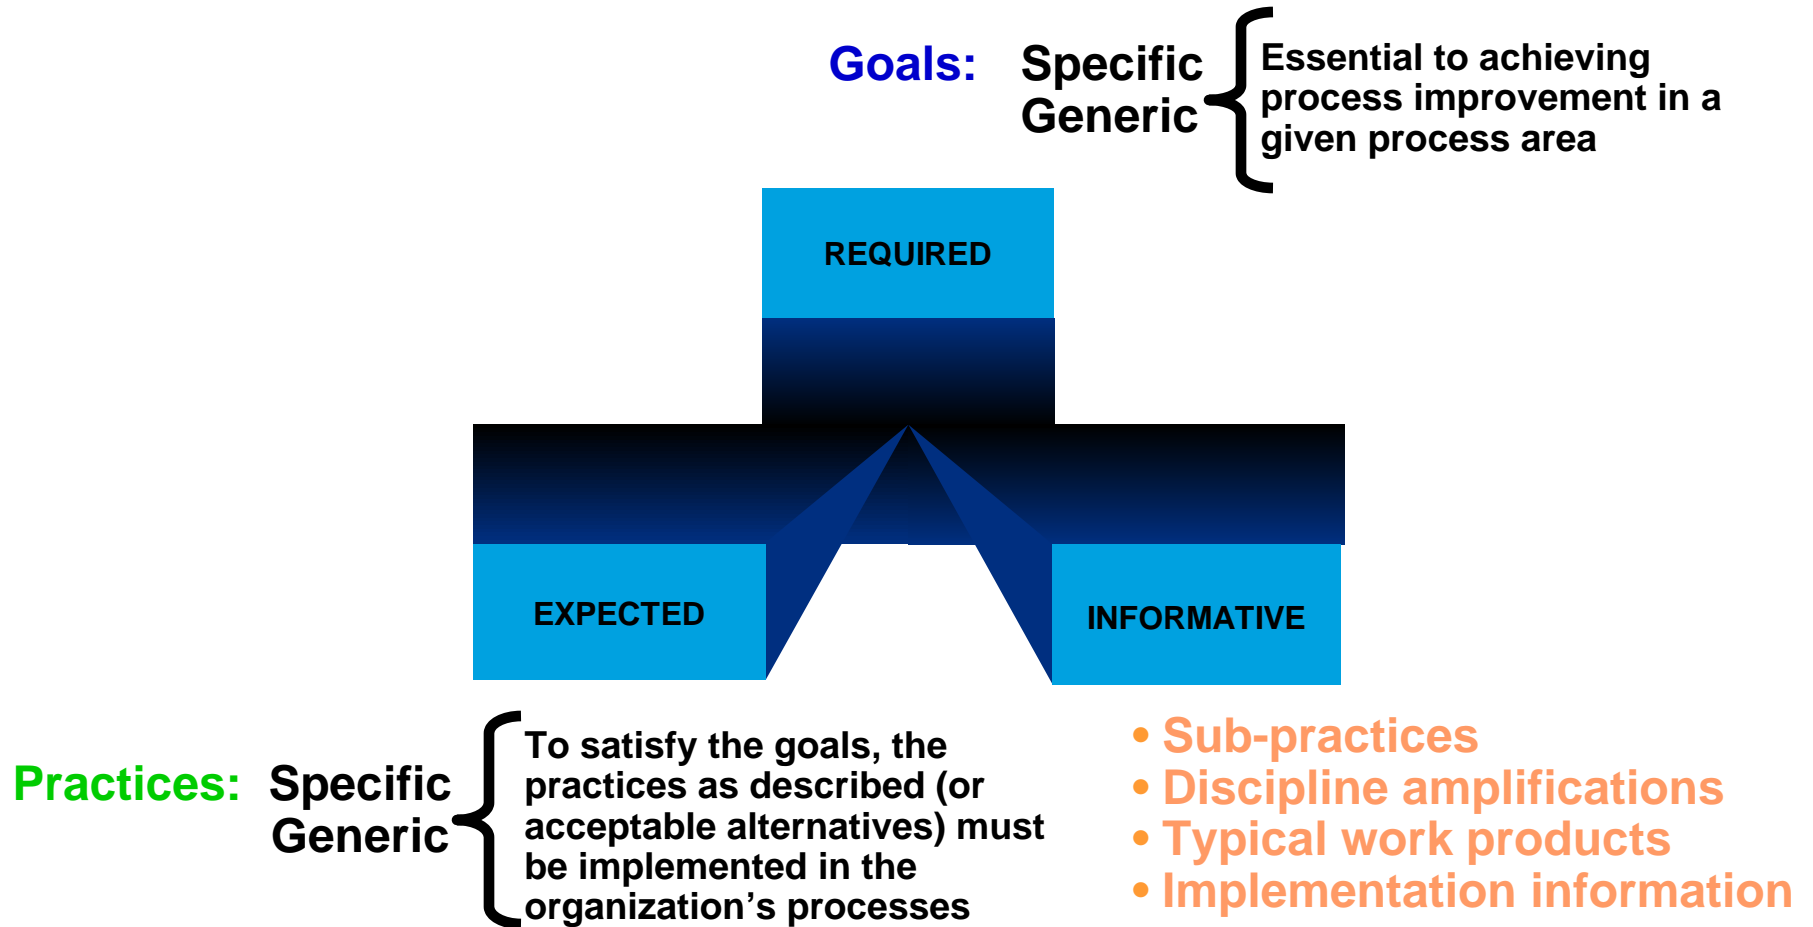 Goals: Specific
Generic
Essential to achieving
process improvement in a
given process area
REQUIRED
EXPECTED
INFORMATIVE
Practices: Specific
Generic
To satisfy the goals, the
practices as described (or
acceptable alternatives) must
be implemented in the
organization’s processes
• Sub-practices
• Discipline amplifications
• Typical work products
• Implementation information